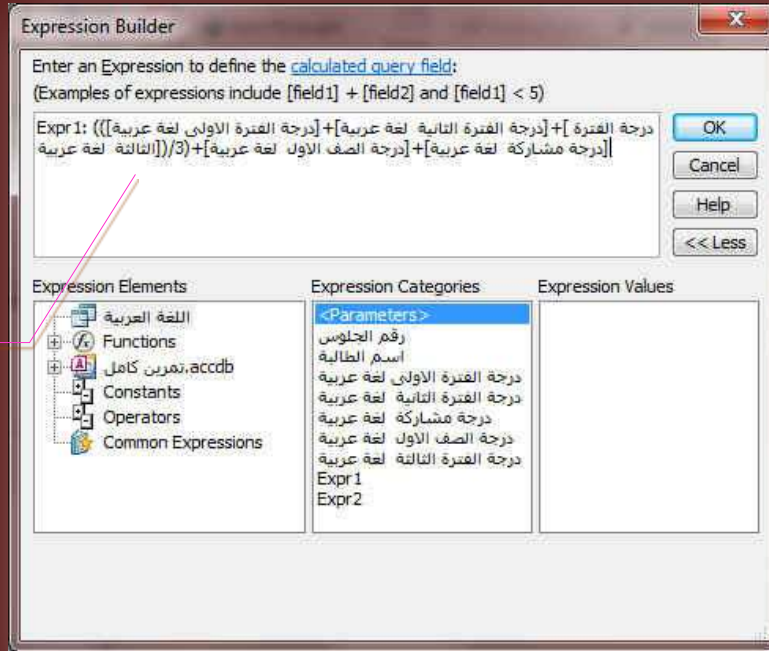 Expression Builder
Enter an Expression to define the calculated query field:
(Examples of expressions include [field1] + [field2] and [field1] < 5)
Expr1: (([درجة الفترة الاولى لغة عربية]+[درجة الفترة الثانية لغة عربية]+[درجة الفترة
الثالثة لغة عربية])/3)+[درجة الصف الاول لغة عربية]+[درجة مشاركة لغة عربية]
OK
Cancel
Help
<< Less
Expression Elements
اللغة العربية
Functions
تمرين كامل.accdb
Constants
Operators
Common Expressions
Expression Categories
<Parameters>
رقم الجلوس
اسم الطالبة
درجة الفترة الاولى لغة عربية
درجة الفترة الثانية لغة عربية
درجة مشاركة لغة عربية
درجة الصف الاول لغة عربية
درجة الفترة الثالثة لغة عربية
Expr1
Expr2
Expression Values